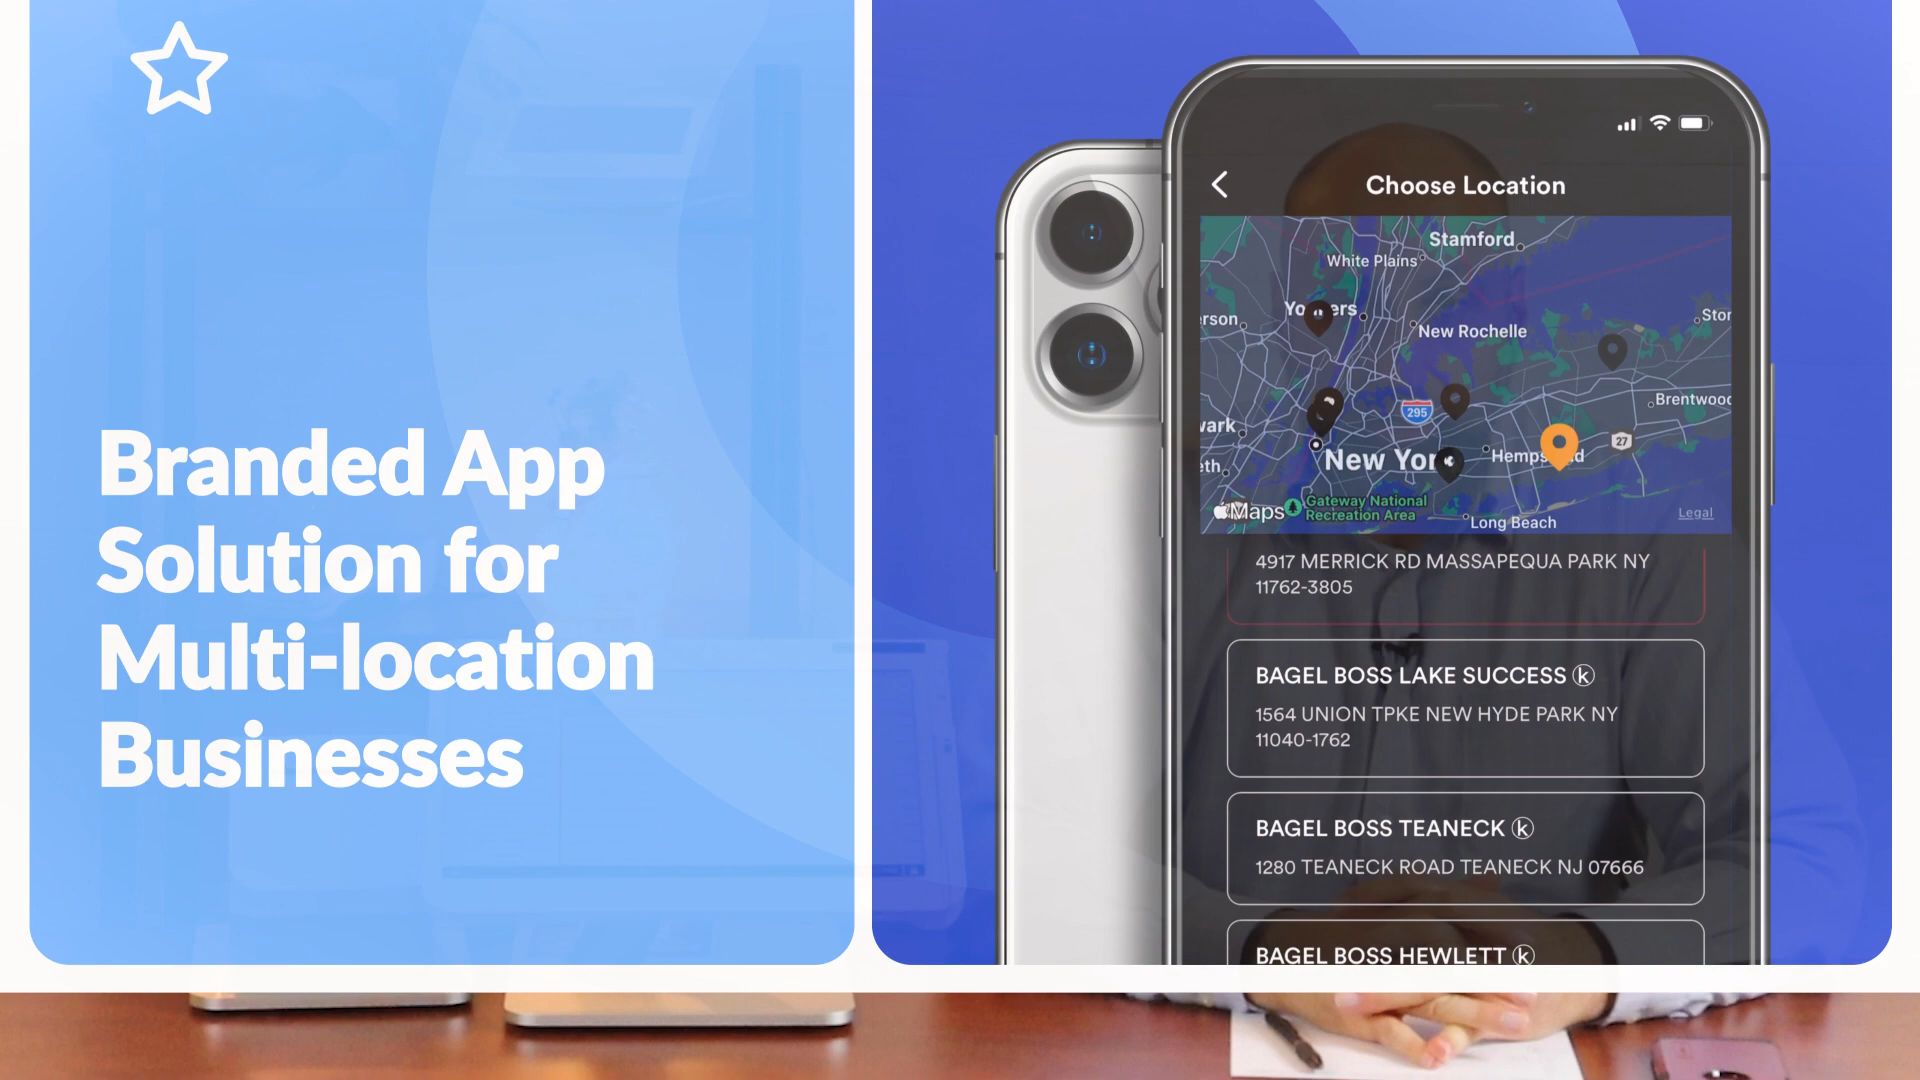 Branded App
Solution for
Multi-location
Businesses
Choose Location
Stamford
White Plains
New Rochelle
295
27
Long Beach
Gateway National
Recreation Area
Maps
Legal
4917 MERRICK RD MASSAPEQUA PARK NY
11762-3805
BAGEL BOSS LAKE SUCCESS k
1564 UNION TPKE NEW HYDE PARK NY
11040-1762
BAGEL BOSS TEANECK k
1280 TEANECK ROAD TEANECK NJ 07666
BAGEL BOSS HEWLETT k